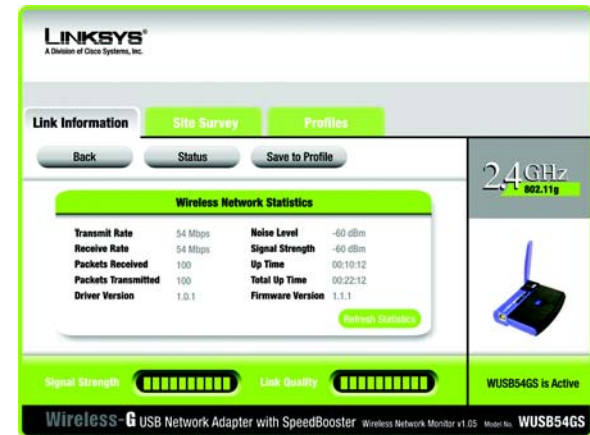 LINKSYS®
A Division of Cisco Systems, Inc.
Link Information Site Survey Profiles
Back Status Save to Profile
2.4GHz
802.11g
Wireless Network Statistics
Transmit Rate 54 Mbps Noise Level -60 dBm
Receive Rate 54 Mbps Signal Strength -60 dBm
Packets Received 100 Up Time 00:10:12
Packets Transmitted 100 Total Up Time 00:22:12
Driver Version 1.0.1 Firmware Version 1.1.1
Refresh Statistics
Signal Strength Link Quality WUSB54GS is Active
Wireless-G USB Network Adapter with SpeedBooster Wireless Network Monitor v1.05 Model No. WUSB54GS